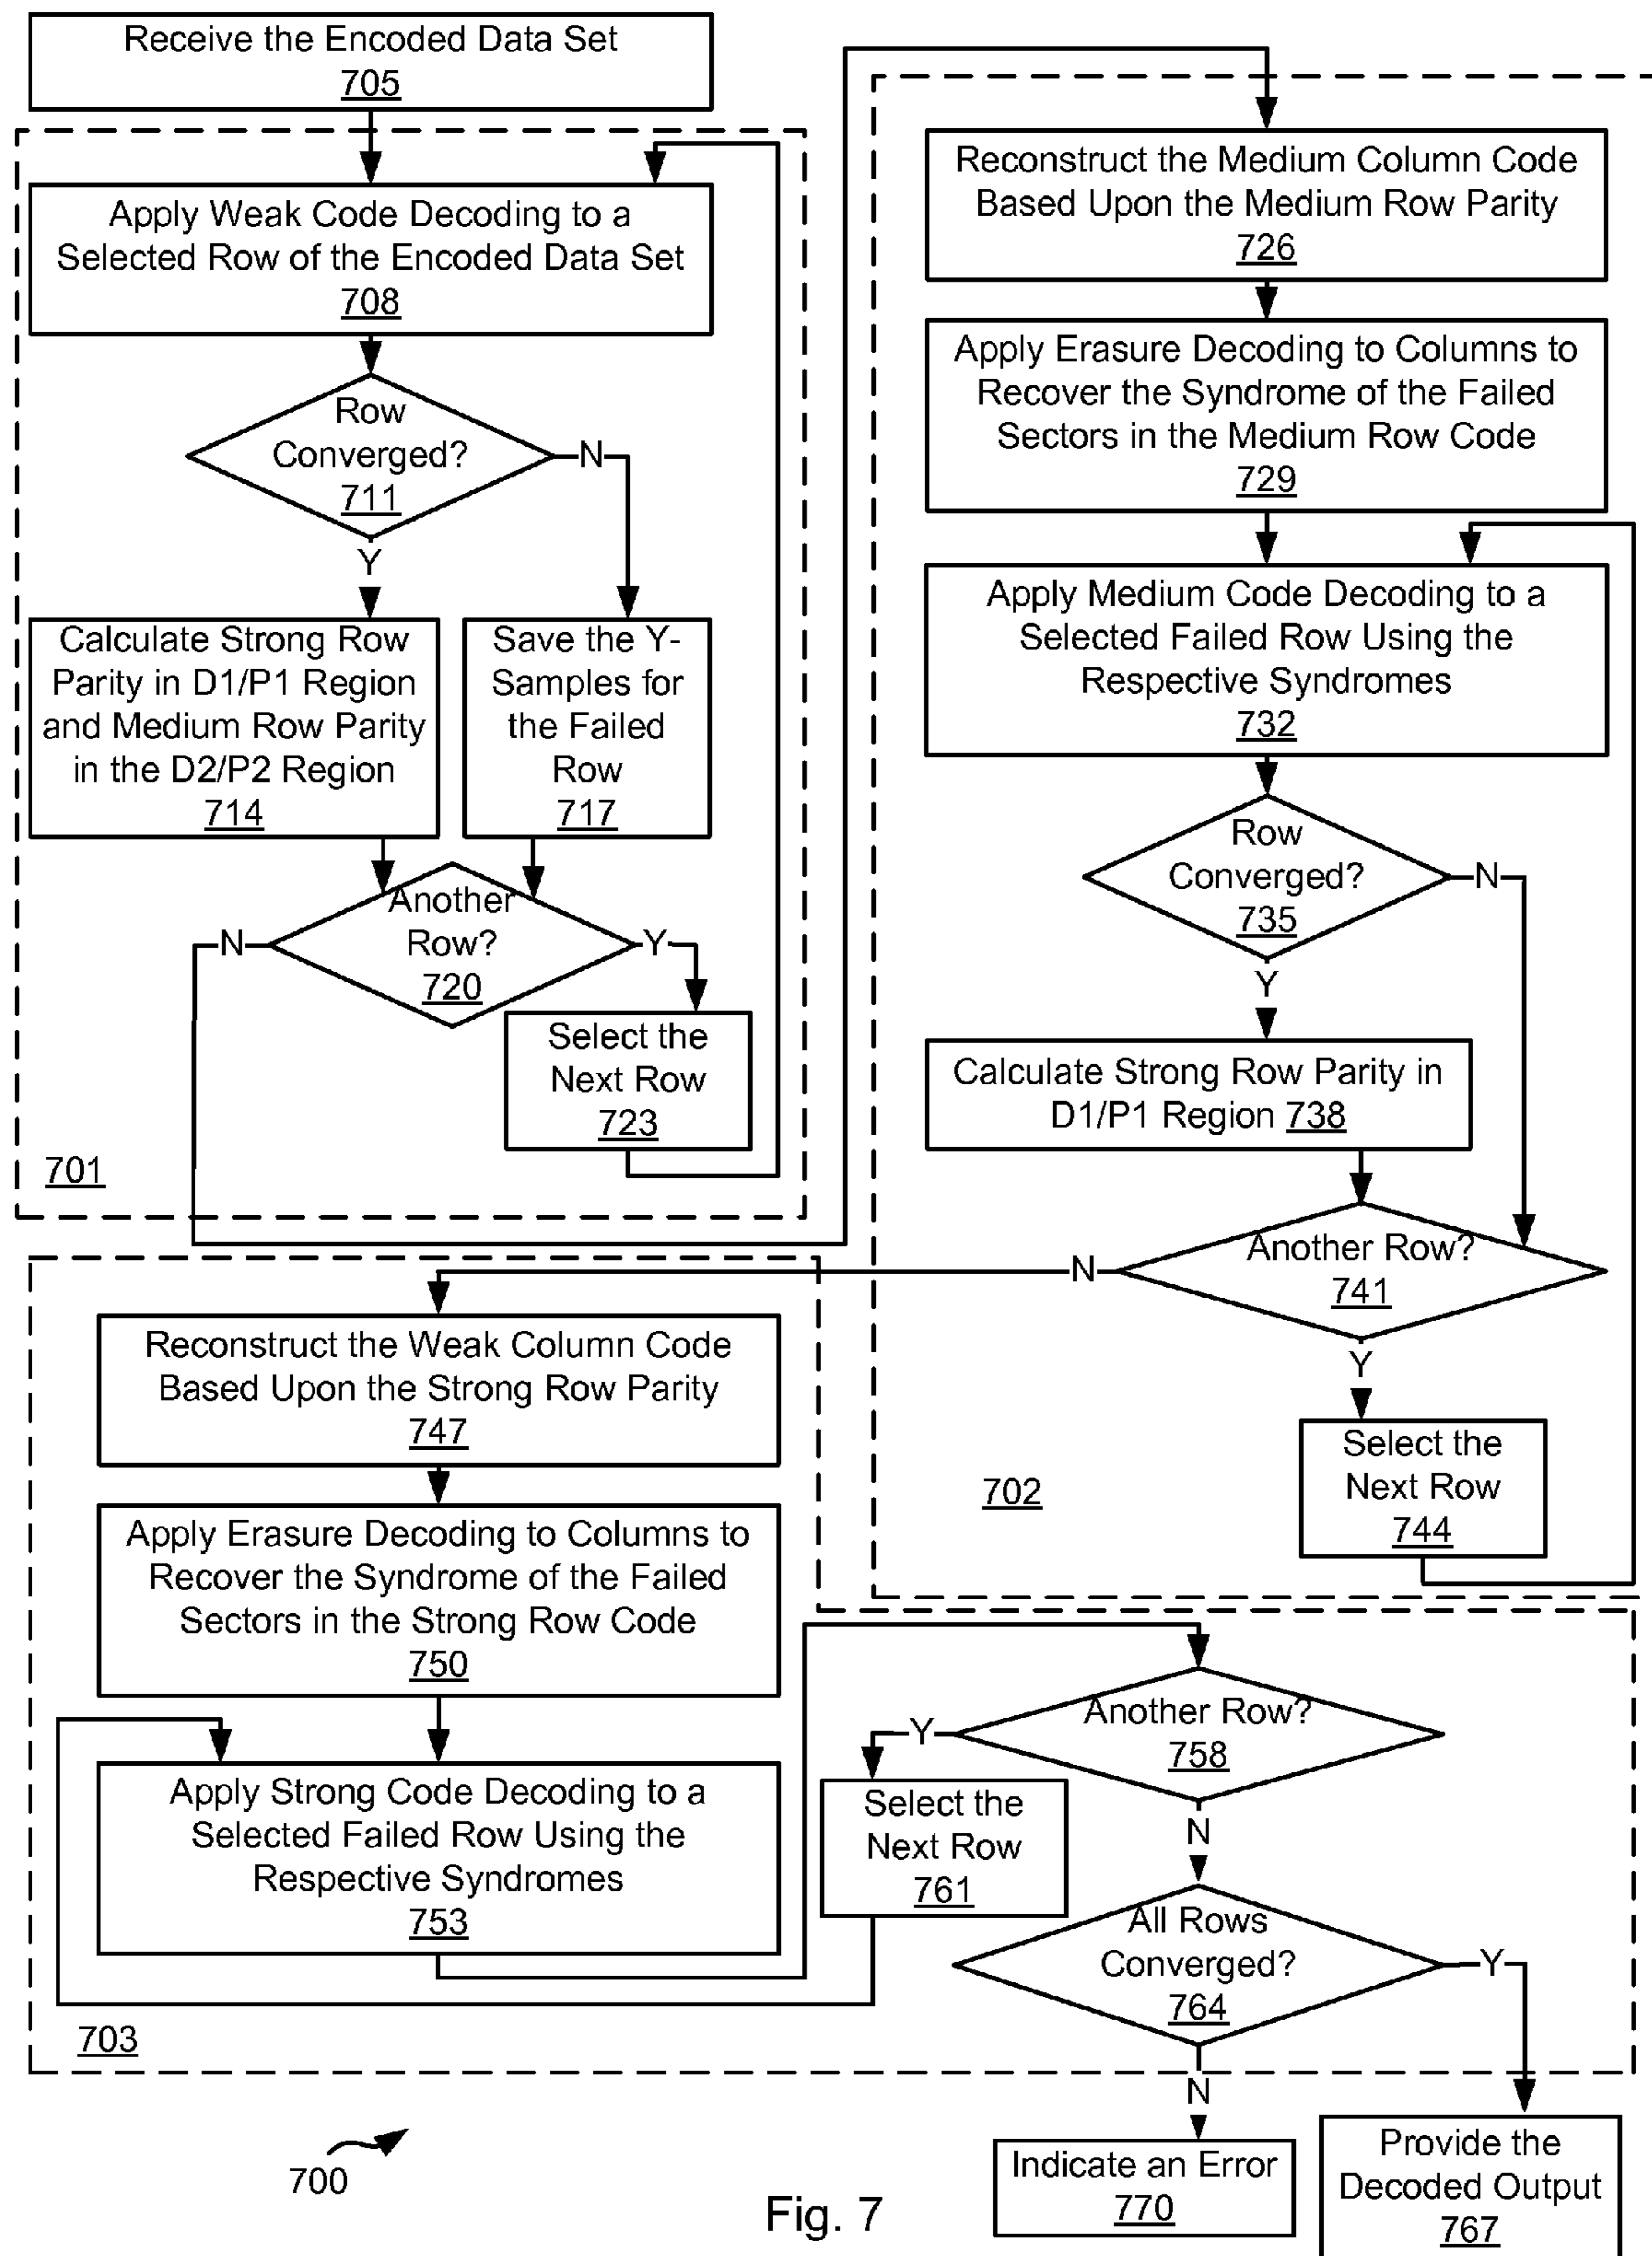 Receive the Encoded Data Set
705
Apply Weak Code Decoding to a
Selected Row of the Encoded Data Set
708
Row
Converged?
711
N
Y
Calculate Strong Row
Parity in D1/P1 Region
and Medium Row Parity
in the D2/P2 Region
714
Save the Y-
Samples for
the Failed
Row
717
Another
Row?
720
N
Y
Select the
Next Row
723
701
Reconstruct the Medium Column Code
Based Upon the Medium Row Parity
726
Apply Erasure Decoding to Columns to
Recover the Syndrome of the Failed
Sectors in the Medium Row Code
729
Apply Medium Code Decoding to a
Selected Failed Row Using the
Respective Syndromes
732
Row
Converged?
735
N
Y
Calculate Strong Row Parity in
D1/P1 Region 738
Another Row?
741
N
Y
Select the
Next Row
744
702
Reconstruct the Weak Column Code
Based Upon the Strong Row Parity
747
Apply Erasure Decoding to Columns to
Recover the Syndrome of the Failed
Sectors in the Strong Row Code
750
Apply Strong Code Decoding to a
Selected Failed Row Using the
Respective Syndromes
753
Another Row?
758
Y
N
Select the
Next Row
761
All Rows
Converged?
764
Y
N
703
Indicate an Error
770
Provide the
Decoded Output
767
700
Fig. 7